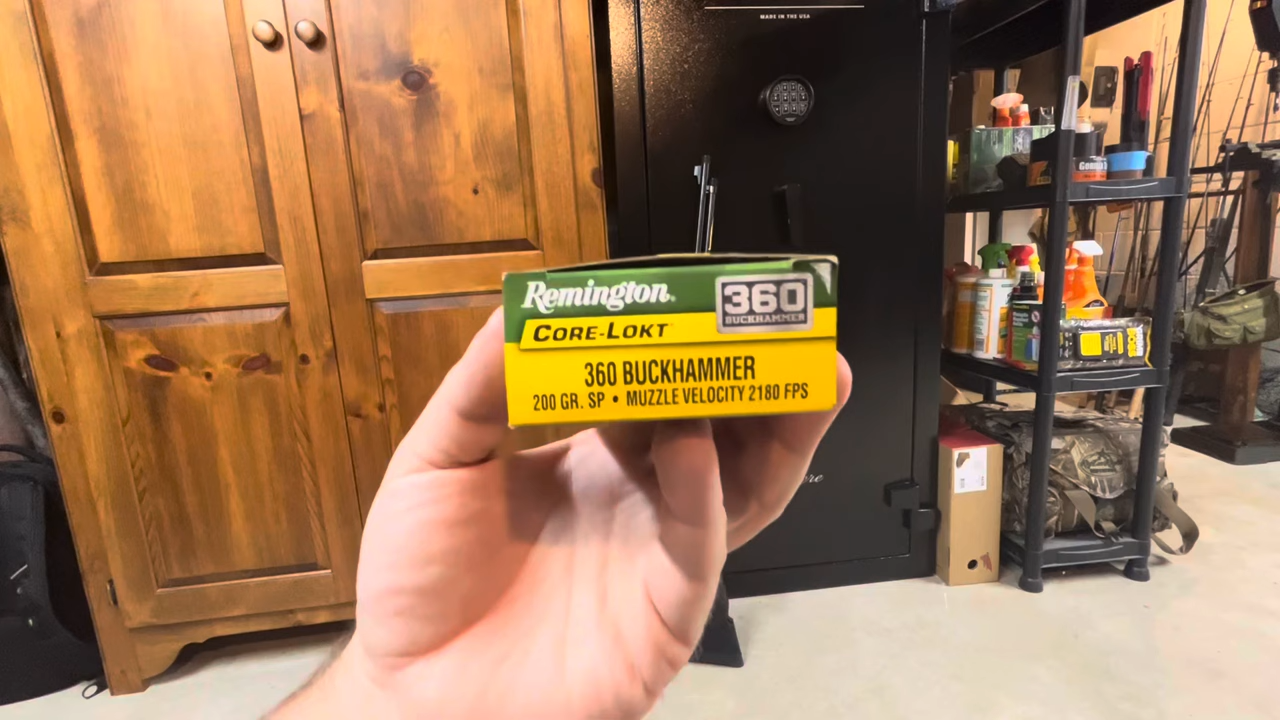 MADE IN THE USA
Remington
360
BUCKHAMMER
CORE-LOKT
360 BUCKHAMMER
200 GR. SP • MUZZLE VELOCITY 2180 FPS